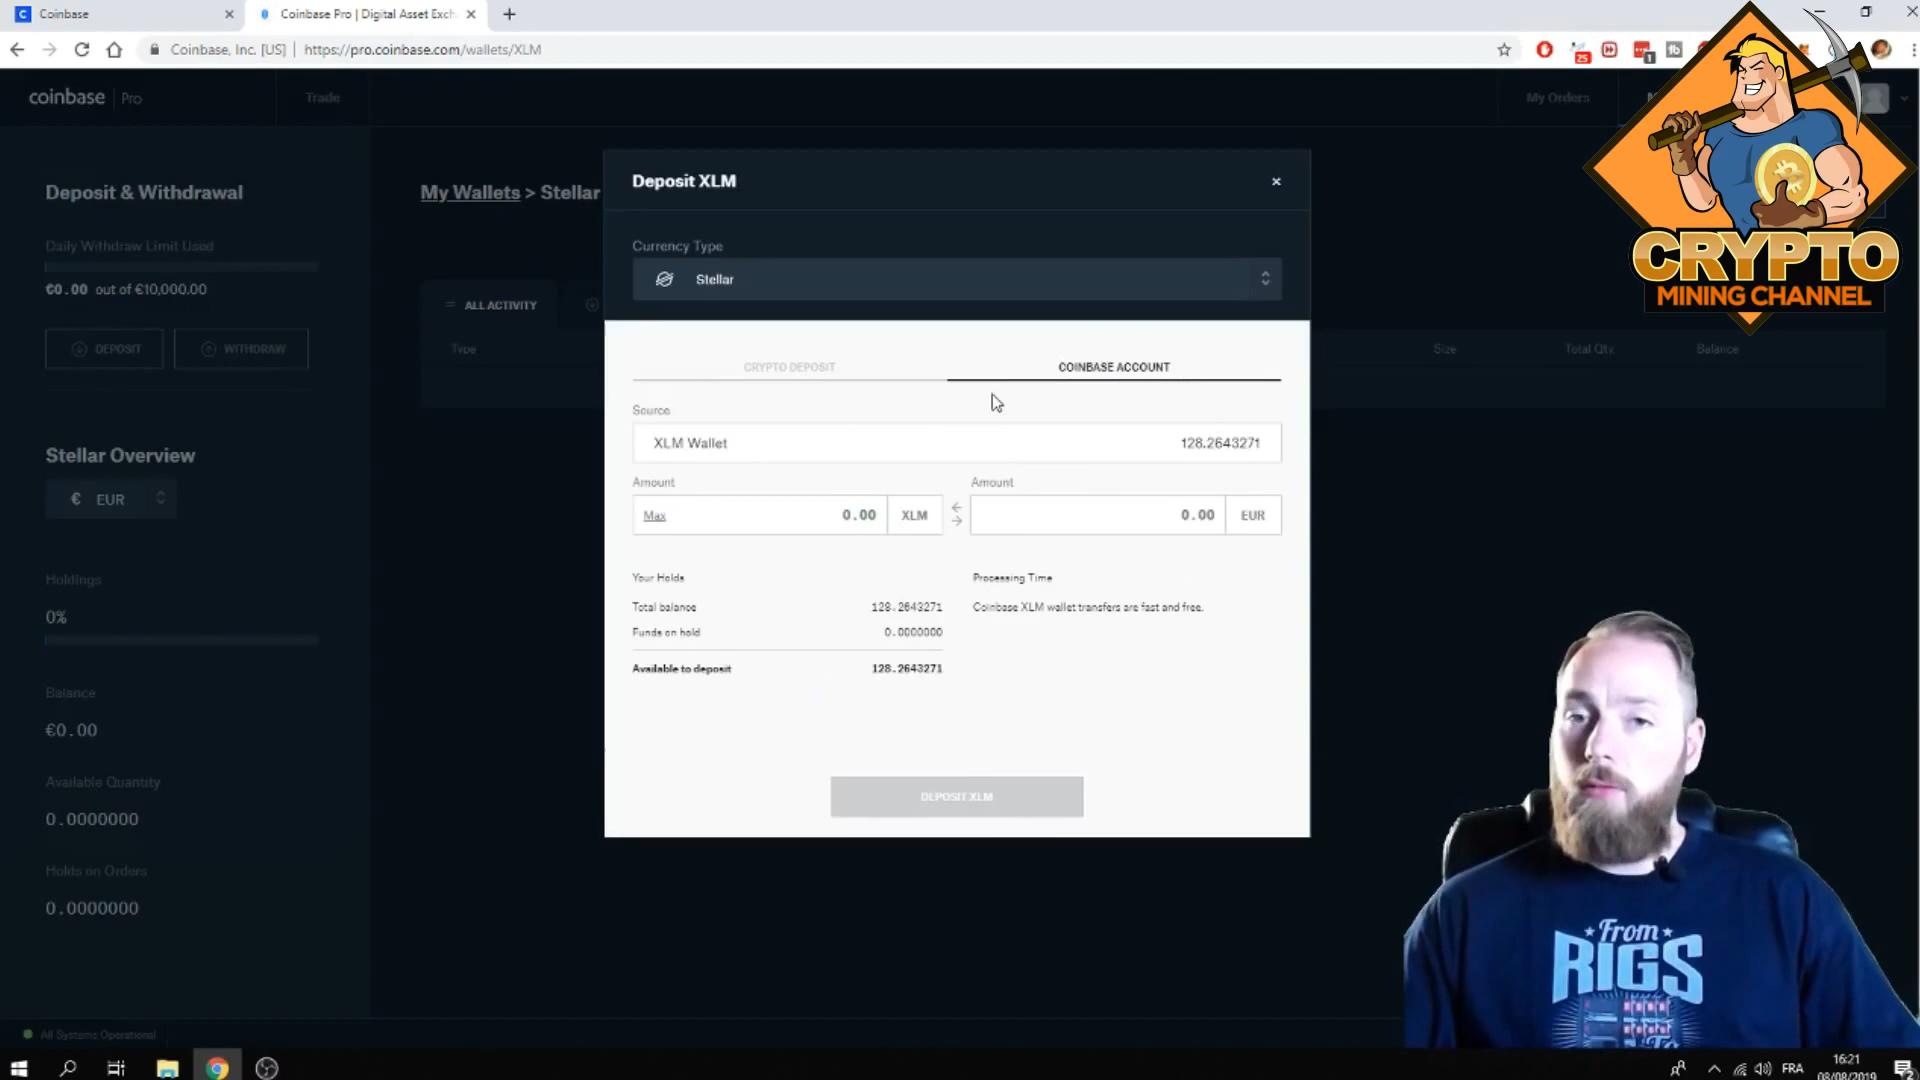 Coinbase
Coinbase Pro | Digital Asset Exch
Coinbase, Inc. [US] | https://pro.coinbase.com/wallets/XLM
25
1
coinbase | Pro
Trade
My Orders
Deposit & Withdrawal
Daily Withdraw Limit Used
€0.00 out of €10,000.00
DEPOSIT
WITHDRAW
Stellar Overview
€ EUR
Holdings
0%
Balance
€0.00
Available Quantity
0.0000000
Holds on Orders
0.0000000
All Systems Operational
My Wallets > Stellar
ALL ACTIVITY
Type
Size
Total Qty.
Balance
Deposit XLM
×
Currency Type
Stellar
CRYPTO DEPOSIT
COINBASE ACCOUNT
Source
XLM Wallet 128.2643271
Amount
Amount
Max 0.00 XLM
0.00 EUR
Your Holds
Processing Time
Total balance 128.2643271
Coinbase XLM wallet transfers are fast and free.
Funds on hold 0.0000000
Available to deposit 128.2643271
DEPOSIT XLM
CRYPTO
MINING CHANNEL
From
RIGS
FRA
16:21
08/08/2019